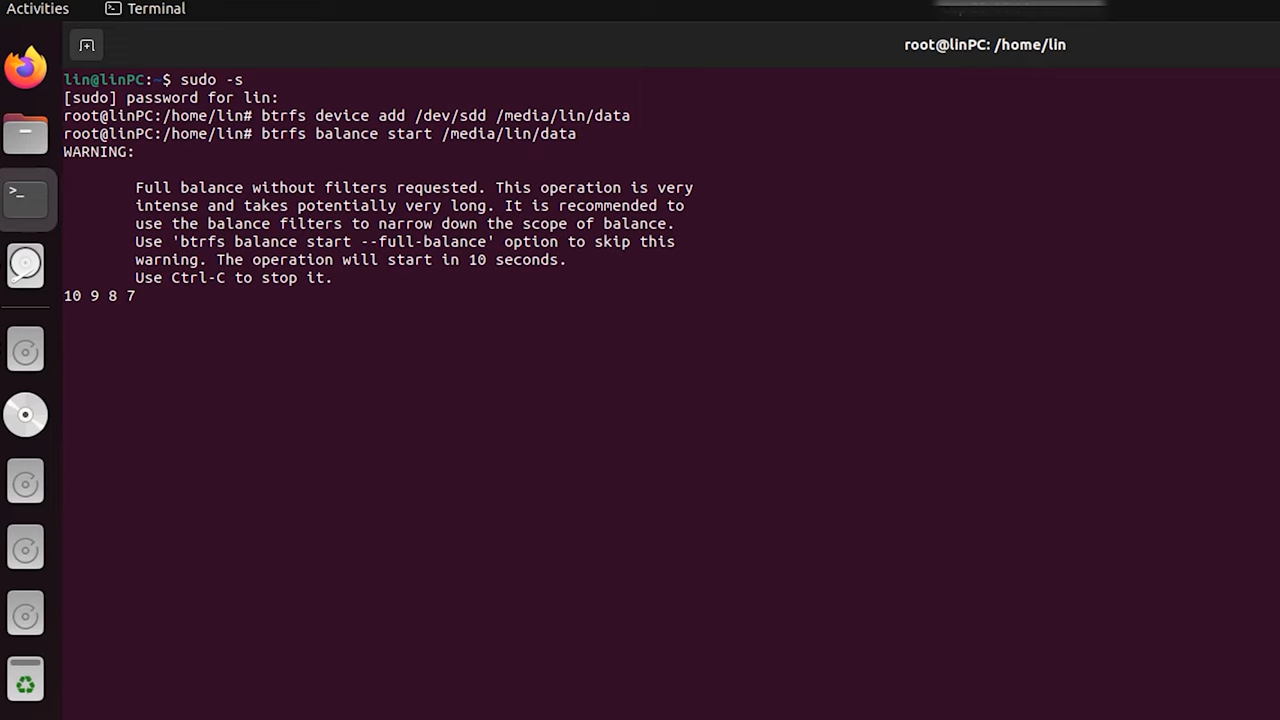 Activities
Terminal
root@linPC: /home/lin
lin@linPC:~$ sudo -s
[sudo] password for lin:
root@linPC:/home/lin# btrfs device add /dev/sdd /media/lin/data
root@linPC:/home/lin# btrfs balance start /media/lin/data
WARNING:
Full balance without filters requested. This operation is very
intense and takes potentially very long. It is recommended to
use the balance filters to narrow down the scope of balance.
Use 'btrfs balance start --full-balance' option to skip this
warning. The operation will start in 10 seconds.
Use Ctrl-C to stop it.
10 9 8 7